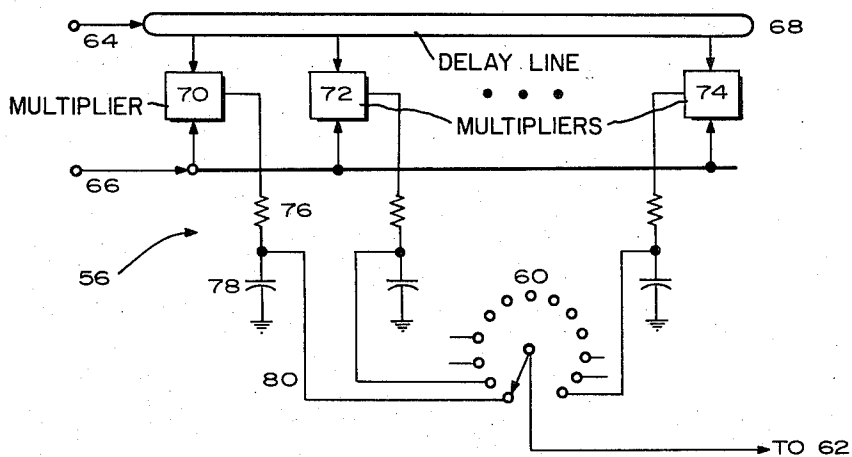 64
68
DELAY LINE
MULTIPLIER
70
72
74
MULTIPLIERS
66
76
56
78
60
80
TO 62